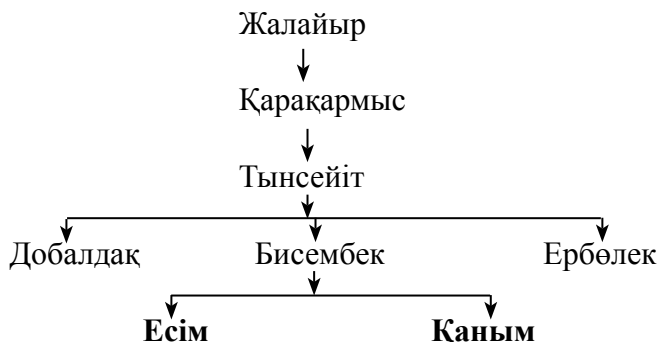 Жалайыр
Қарақармыс
Тынсейіт
Добалдақ Бисембек Ербөлек
Есім Қаным